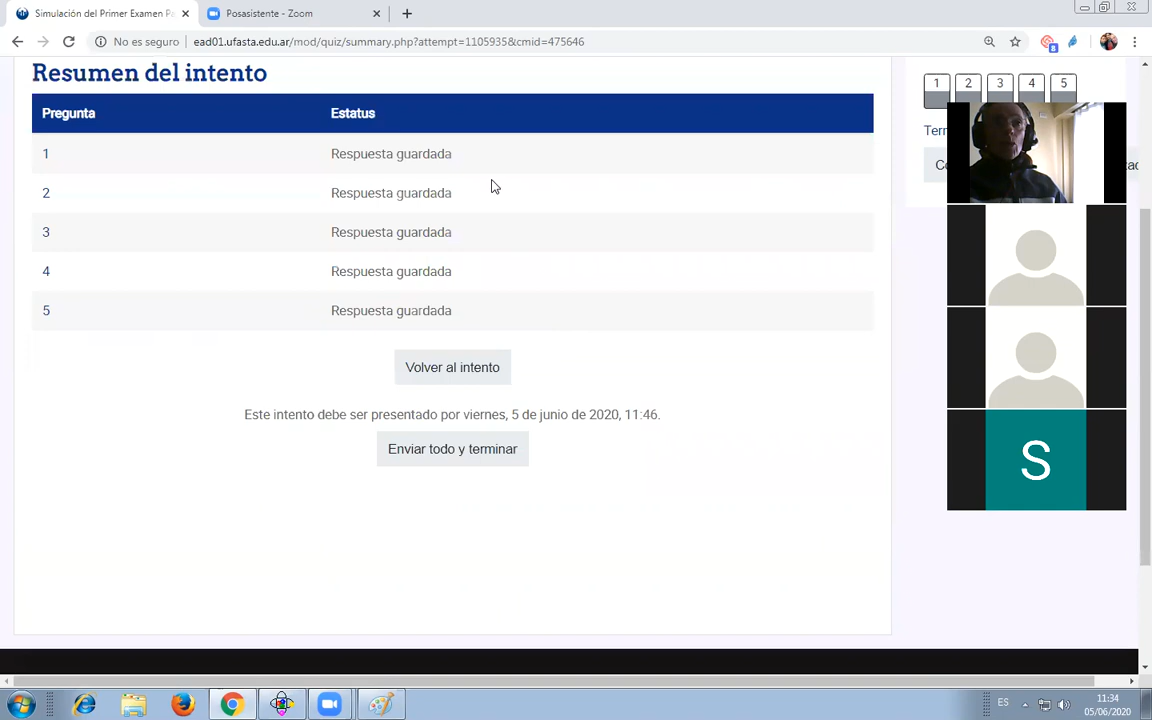 Simulación del Primer Examen Pa
Posasistente - Zoom
No es seguro
ead01.ufasta.edu.ar/mod/quiz/summary.php?attempt=1105935&cmid=475646
Resumen del intento
1 2 3 4 5
Pregunta Estatus
Terr
1 Respuesta guardada
2 Respuesta guardada
3 Respuesta guardada
4 Respuesta guardada
5 Respuesta guardada
Volver al intento
Este intento debe ser presentado por viernes, 5 de junio de 2020, 11:46.
Enviar todo y terminar
S
ES
11:34
05/06/2020